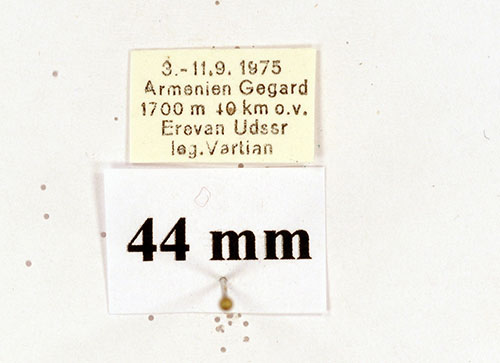 3.-11.9. 1975
Armenien Gegard
1700 m 40 km o.v.
Erevan Udssr
leg.Vartian
44 mm